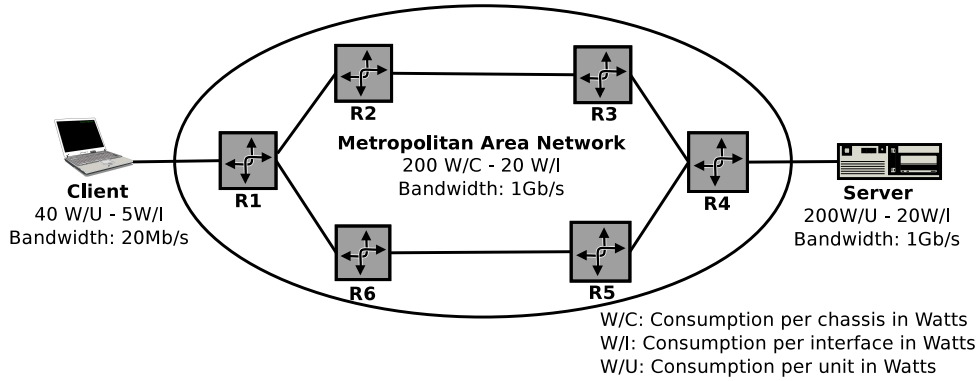 R2
R3
Metropolitan Area Network
200 W/C - 20 W/I
Bandwidth: 1Gb/s
R1
R4
Client
40 W/U - 5W/I
Bandwidth: 20Mb/s
Server
200W/U - 20W/I
Bandwidth: 1Gb/s
R6
R5
W/C: Consumption per chassis in Watts
W/I: Consumption per interface in Watts
W/U: Consumption per unit in Watts